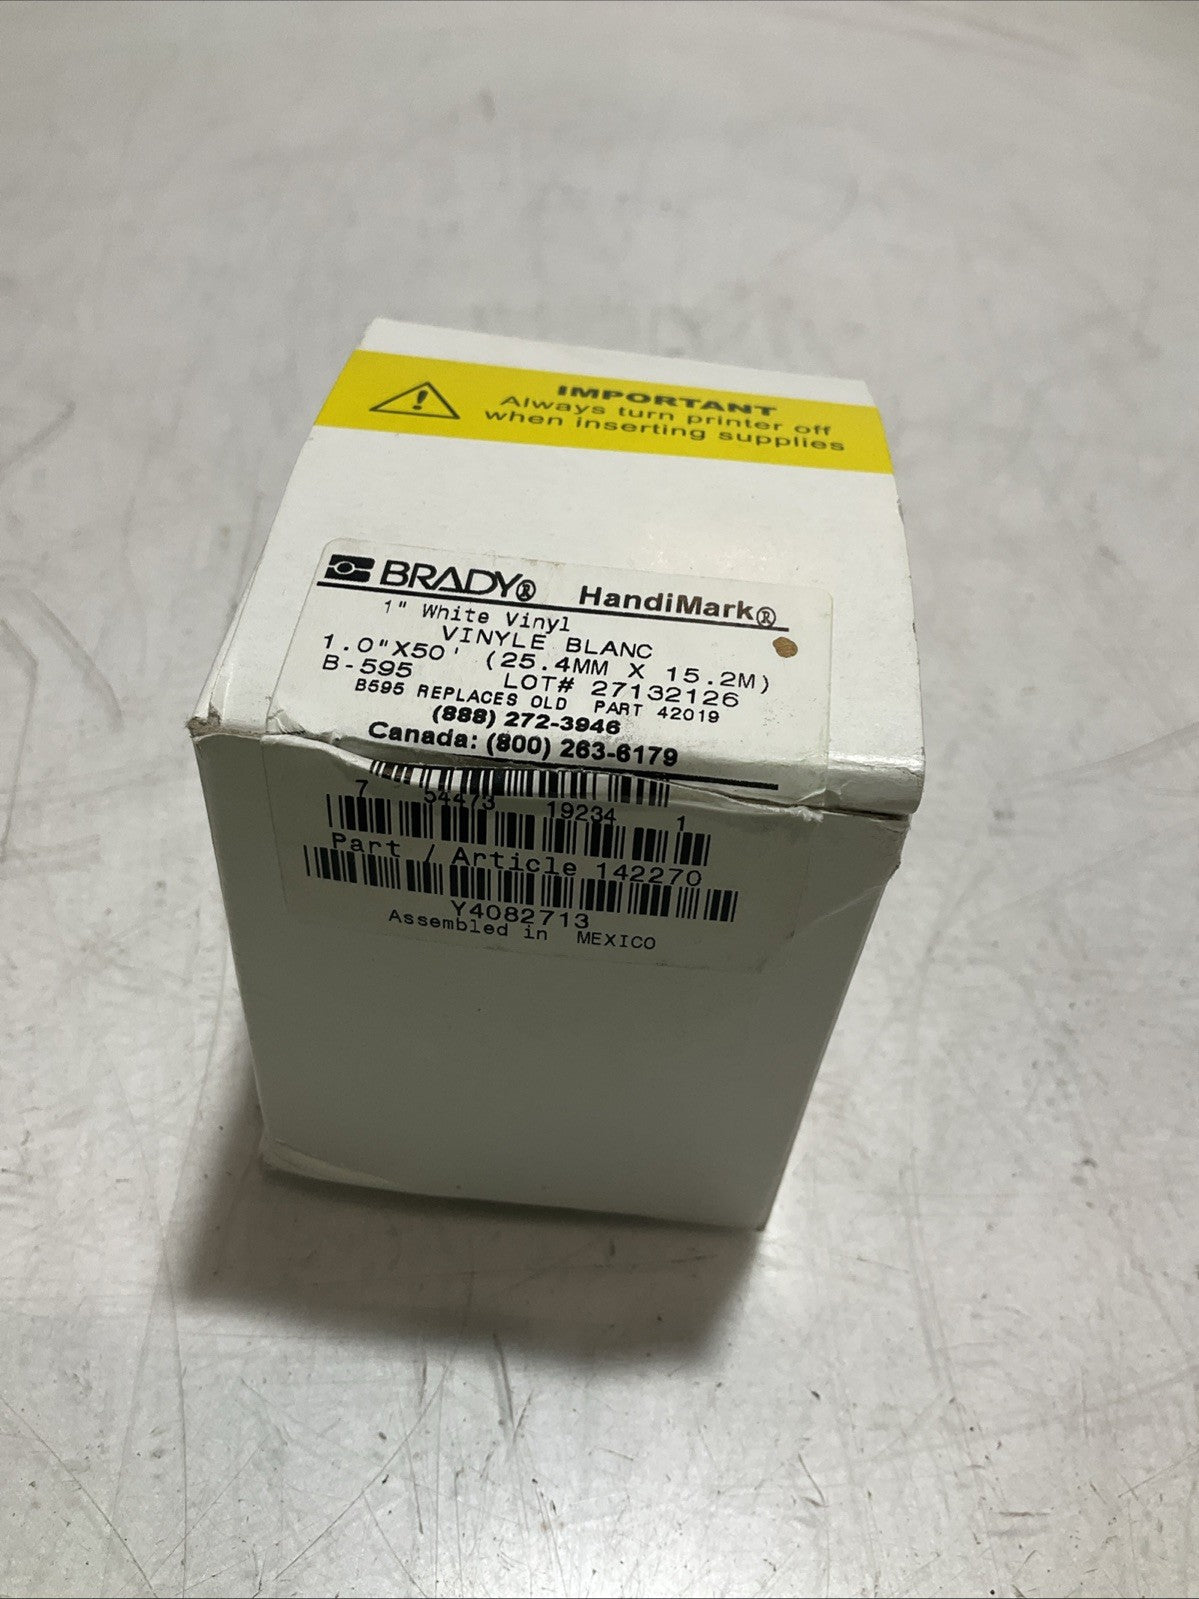 IMPORTANT
Always turn printer off
when inserting supplies
BRADY® HandiMark®
1" White Vinyl
VINYLE BLANC
1.0"X50' (25.4MM X 15.2M)
B-595 LOT# 27132126
B595 REPLACES OLD PART 42019
(888) 272-3946
Canada: (800) 263-6179
7 54473 19234 1
Part / Article 142270
Y4082713
Assembled in MEXICO